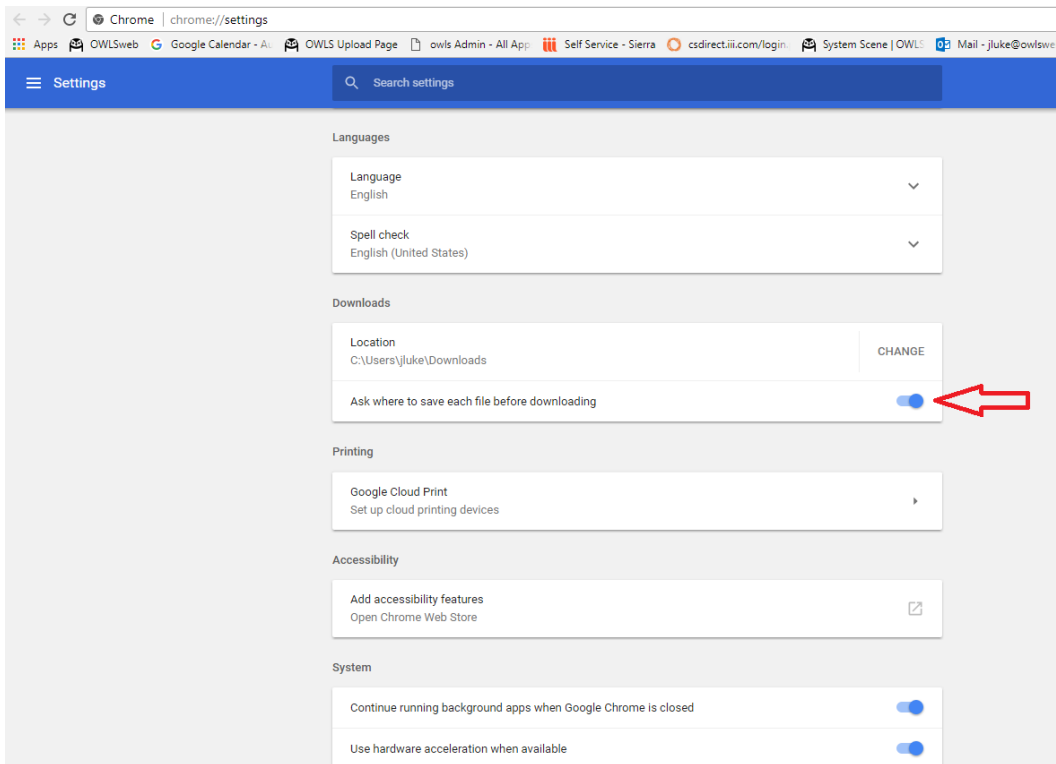 Chrome | chrome://settings
Apps OWLSweb Google Calendar - Au OWLS Upload Page owls Admin - All App Self Service - Sierra csdirect.iii.com/login. System Scene | OWLS Mail - jluke@owlswe
Settings Search settings
Languages
Language
English
Spell check
English (United States)
Downloads
Location
C:\Users\jluke\Downloads
CHANGE
Ask where to save each file before downloading
Printing
Google Cloud Print
Set up cloud printing devices
Accessibility
Add accessibility features
Open Chrome Web Store
System
Continue running background apps when Google Chrome is closed
Use hardware acceleration when available